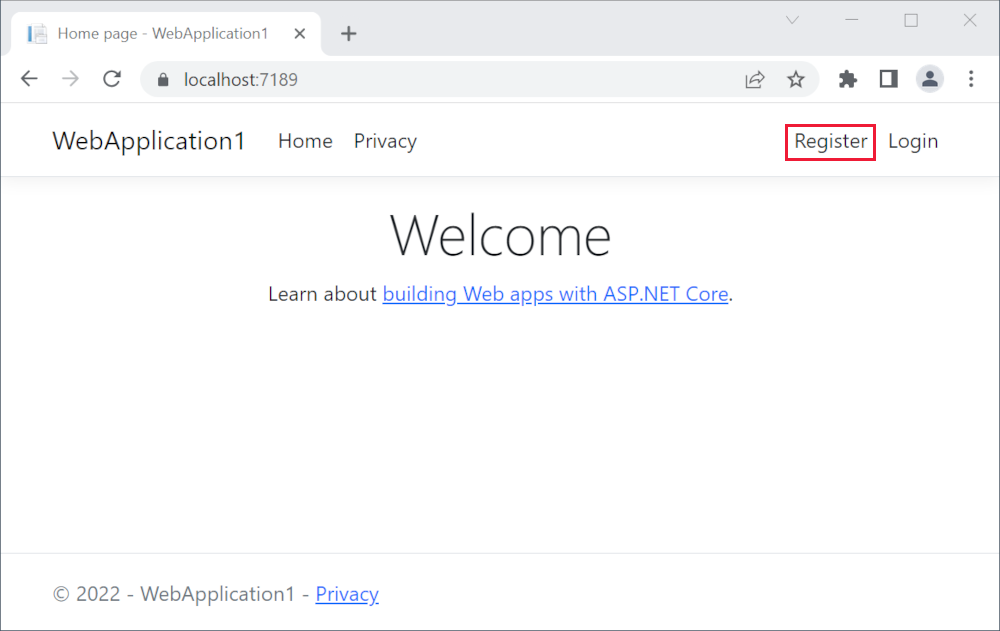 Home page - WebApplication1
localhost:7189
WebApplication1 Home Privacy Register Login
Welcome
Learn about building Web apps with ASP.NET Core.
© 2022 - WebApplication1 - Privacy